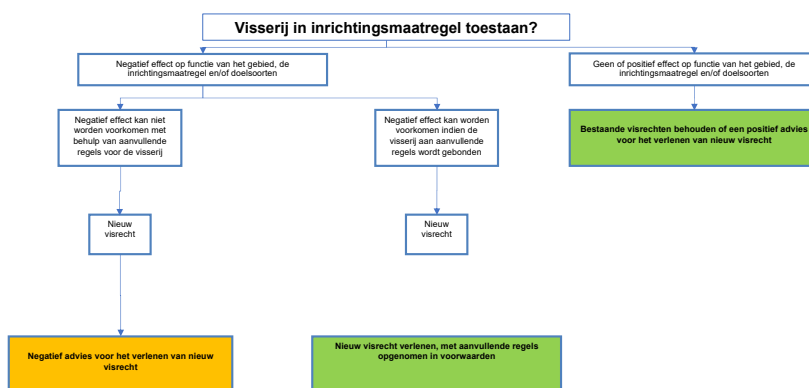 Visserij in inrichtingsmaatregel toestaan?
Negatief effect op functie van het gebied, de
inrichtingsmaatregel en/of doelsoorten
Geen of positief effect op functie van het gebied, de
inrichtingsmaatregel en/of doelsoorten
Negatief effect kan niet
worden voorkomen met
behulp van aanvullende
regels voor de visserij
Negatief effect kan worden
voorkomen indien de
visserij aan aanvullende
regels wordt gebonden
Bestaande visrechten behouden of een positief advies
voor het verlenen van nieuw visrecht
Nieuw
visrecht
Nieuw
visrecht
Negatief advies voor het verlenen van nieuw
visrecht
Nieuw visrecht verlenen, met aanvullende regels
opgenomen in voorwaarden